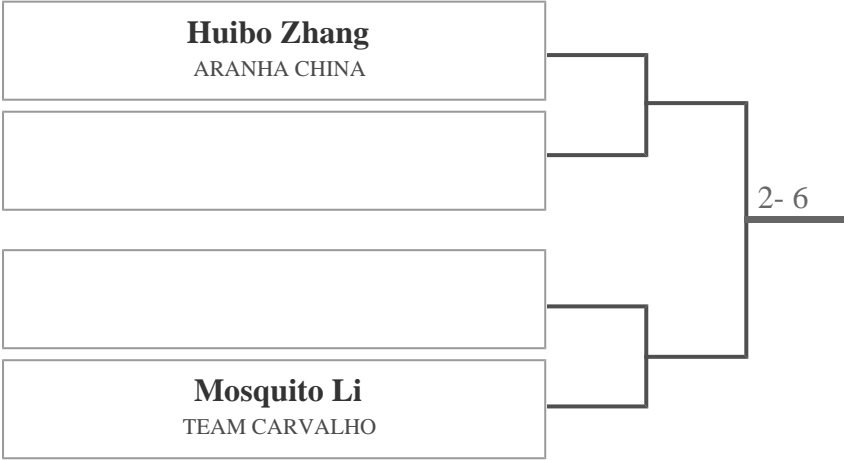 Huibo Zhang
ARANHA CHINA
2- 6
Mosquito Li
TEAM CARVALHO